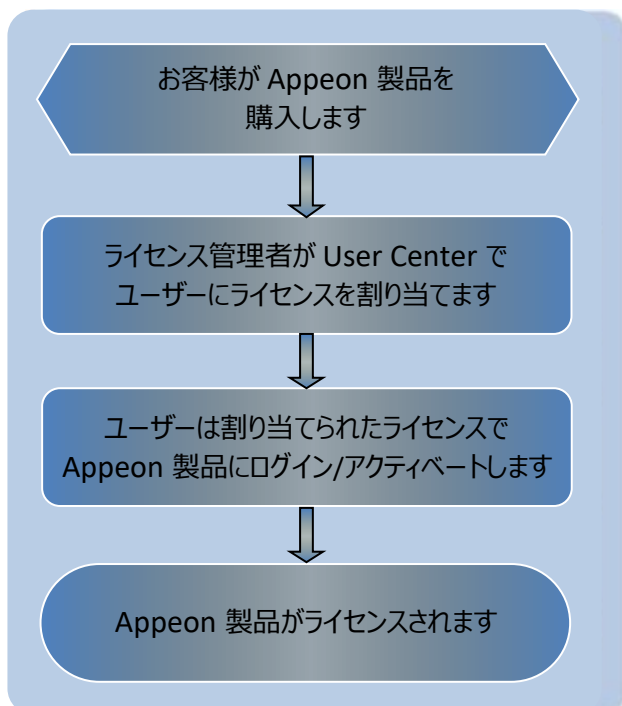 お客様が Appeon 製品を
購入します
ライセンス管理者が User Center で
ユーザーにライセンスを割り当てます
ユーザーは割り当てられたライセンスで
Appeon 製品にログイン/アクティベートします
Appeon 製品がライセンスされます